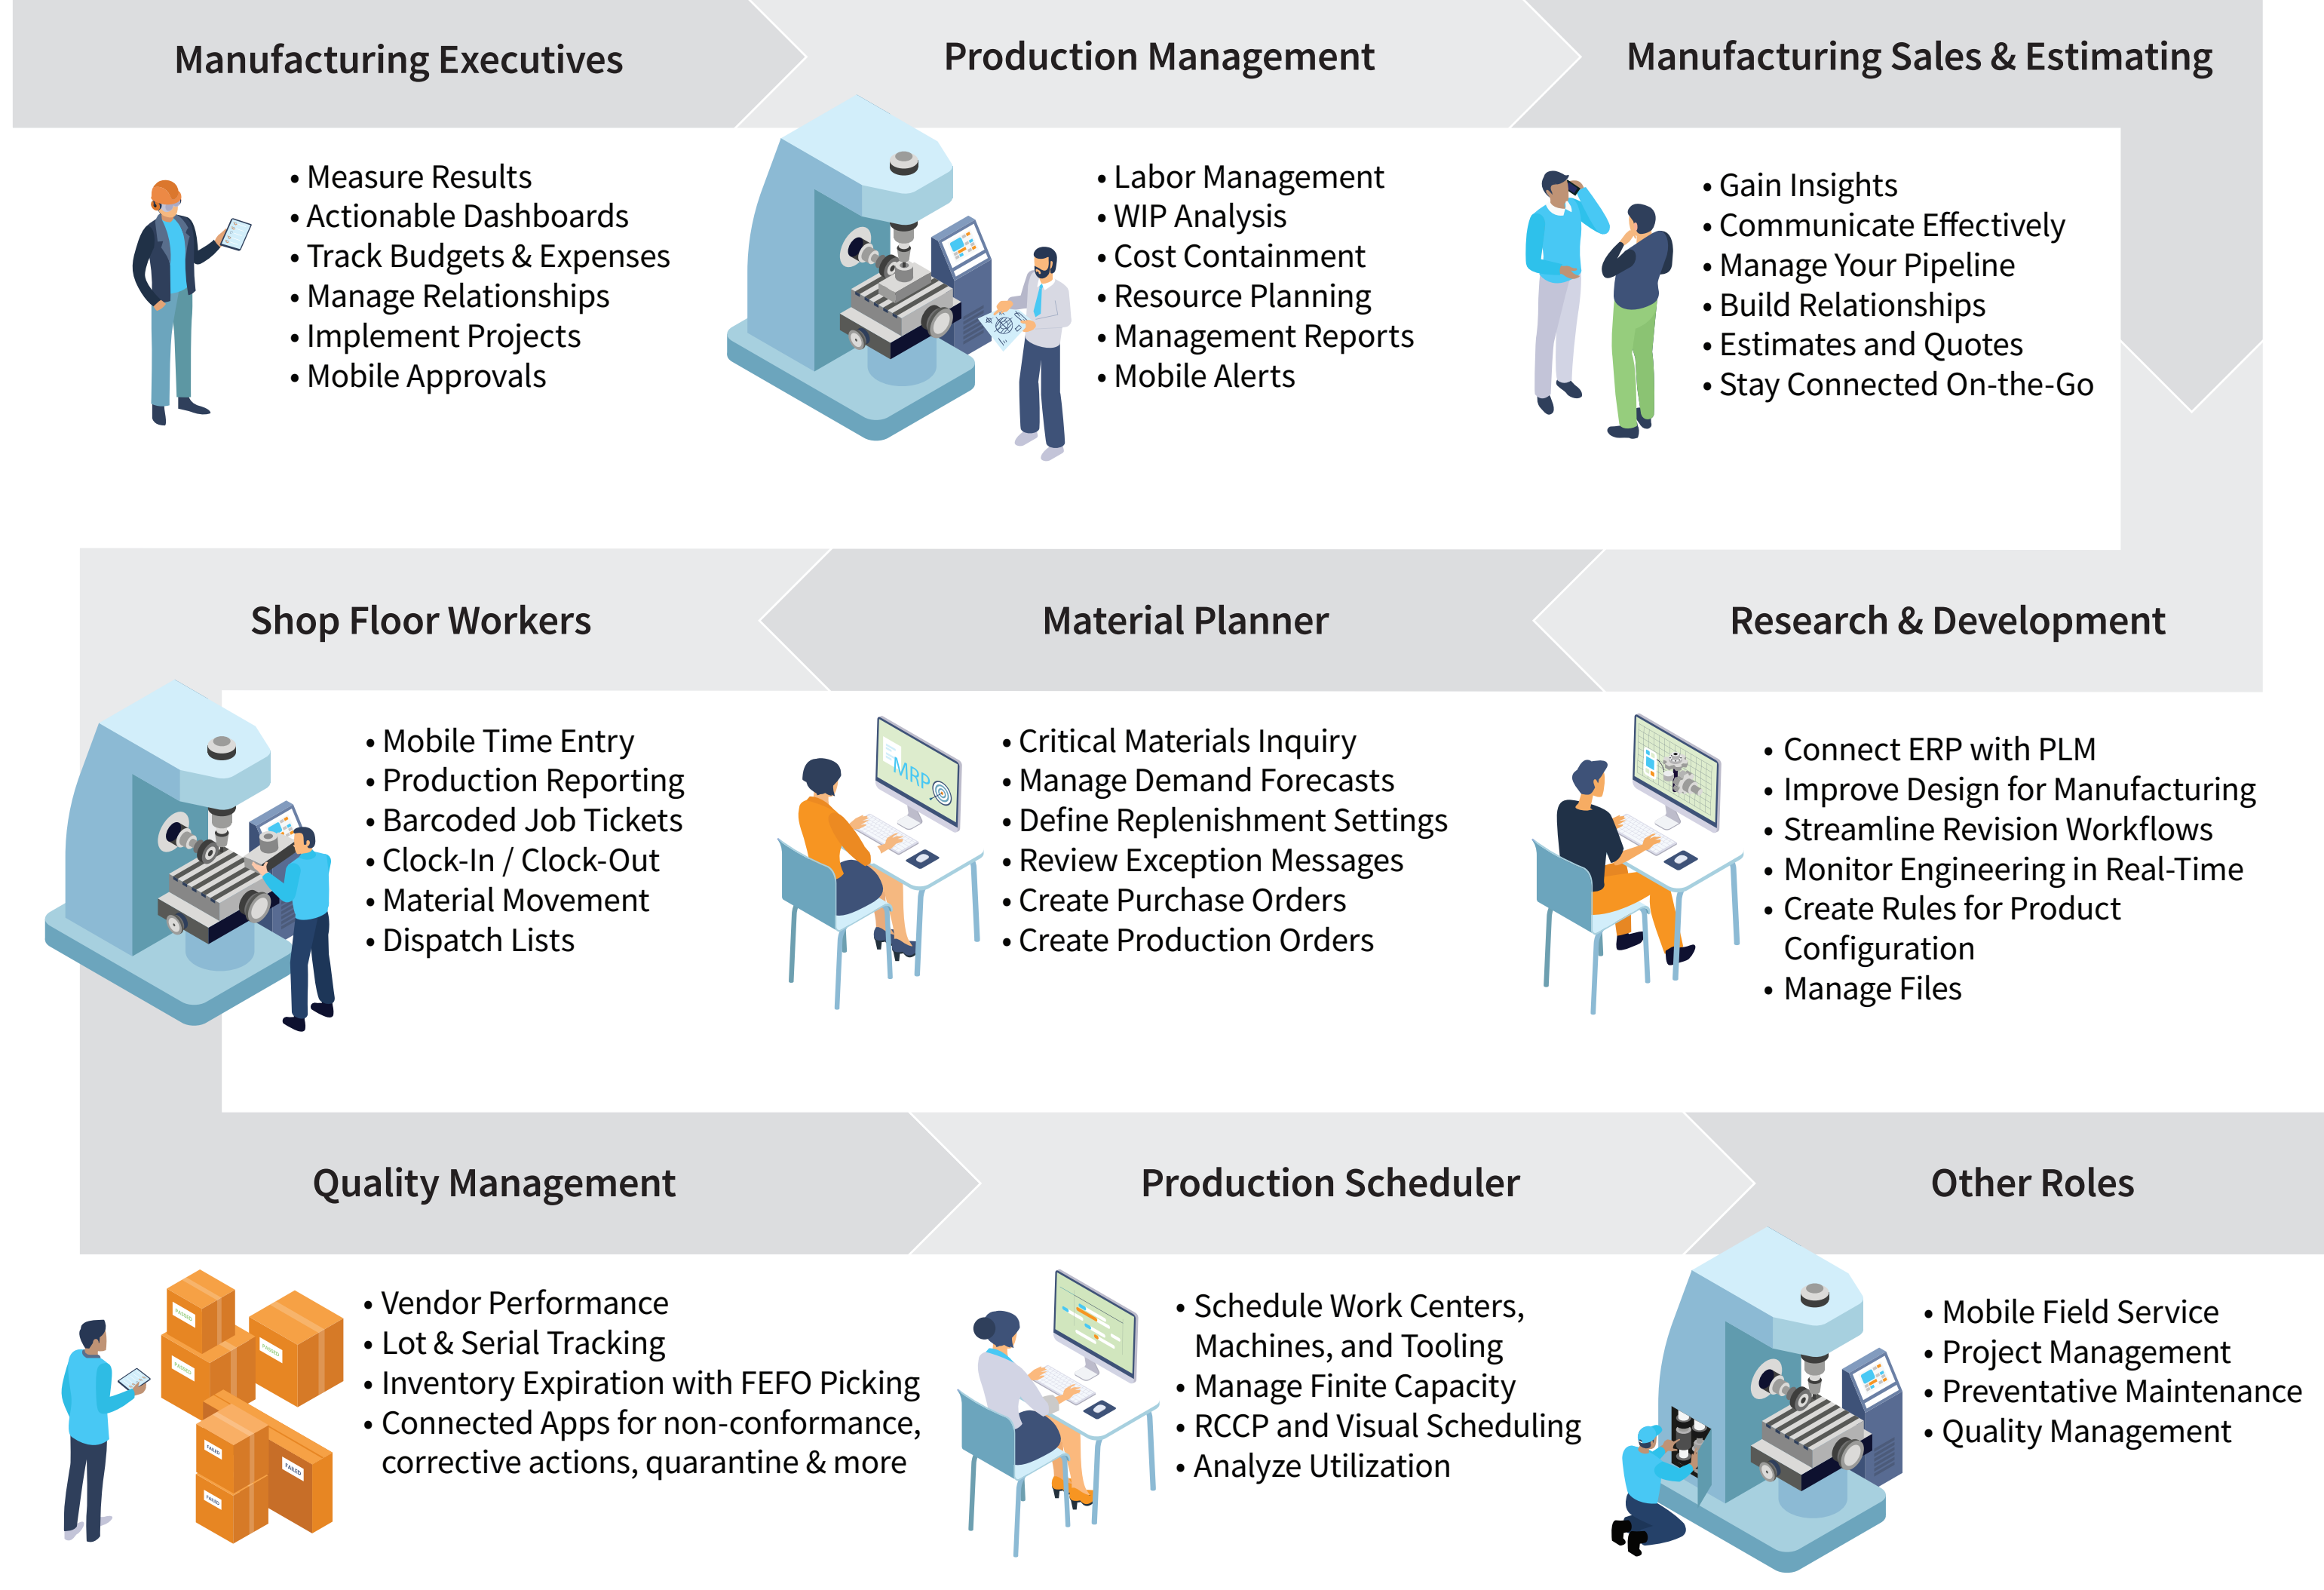 Manufacturing Executives
• Measure Results
• Actionable Dashboards
• Track Budgets & Expenses
• Manage Relationships
• Implement Projects
• Mobile Approvals
Production Management
• Labor Management
• WIP Analysis
• Cost Containment
• Resource Planning
• Management Reports
• Mobile Alerts
Manufacturing Sales & Estimating
• Gain Insights
• Communicate Effectively
• Manage Your Pipeline
• Build Relationships
• Estimates and Quotes
• Stay Connected On-the-Go
Research & Development
• Connect ERP with PLM
• Improve Design for Manufacturing
• Streamline Revision Workflows
• Monitor Engineering in Real-Time
• Create Rules for Product
Configuration
• Manage Files
Material Planner
MRP
• Critical Materials Inquiry
• Manage Demand Forecasts
• Define Replenishment Settings
• Review Exception Messages
• Create Purchase Orders
• Create Production Orders
Shop Floor Workers
• Mobile Time Entry
• Production Reporting
• Barcoded Job Tickets
• Clock-In / Clock-Out
• Material Movement
• Dispatch Lists
Quality Management
PASSED
PASSED
PASSED
FAILED
FAILED
FAILED
• Vendor Performance
• Lot & Serial Tracking
• Inventory Expiration with FEFO Picking
• Connected Apps for non-conformance,
corrective actions, quarantine & more
Production Scheduler
• Schedule Work Centers,
Machines, and Tooling
• Manage Finite Capacity
• RCCP and Visual Scheduling
• Analyze Utilization
Other Roles
• Mobile Field Service
• Project Management
• Preventative Maintenance
• Quality Management